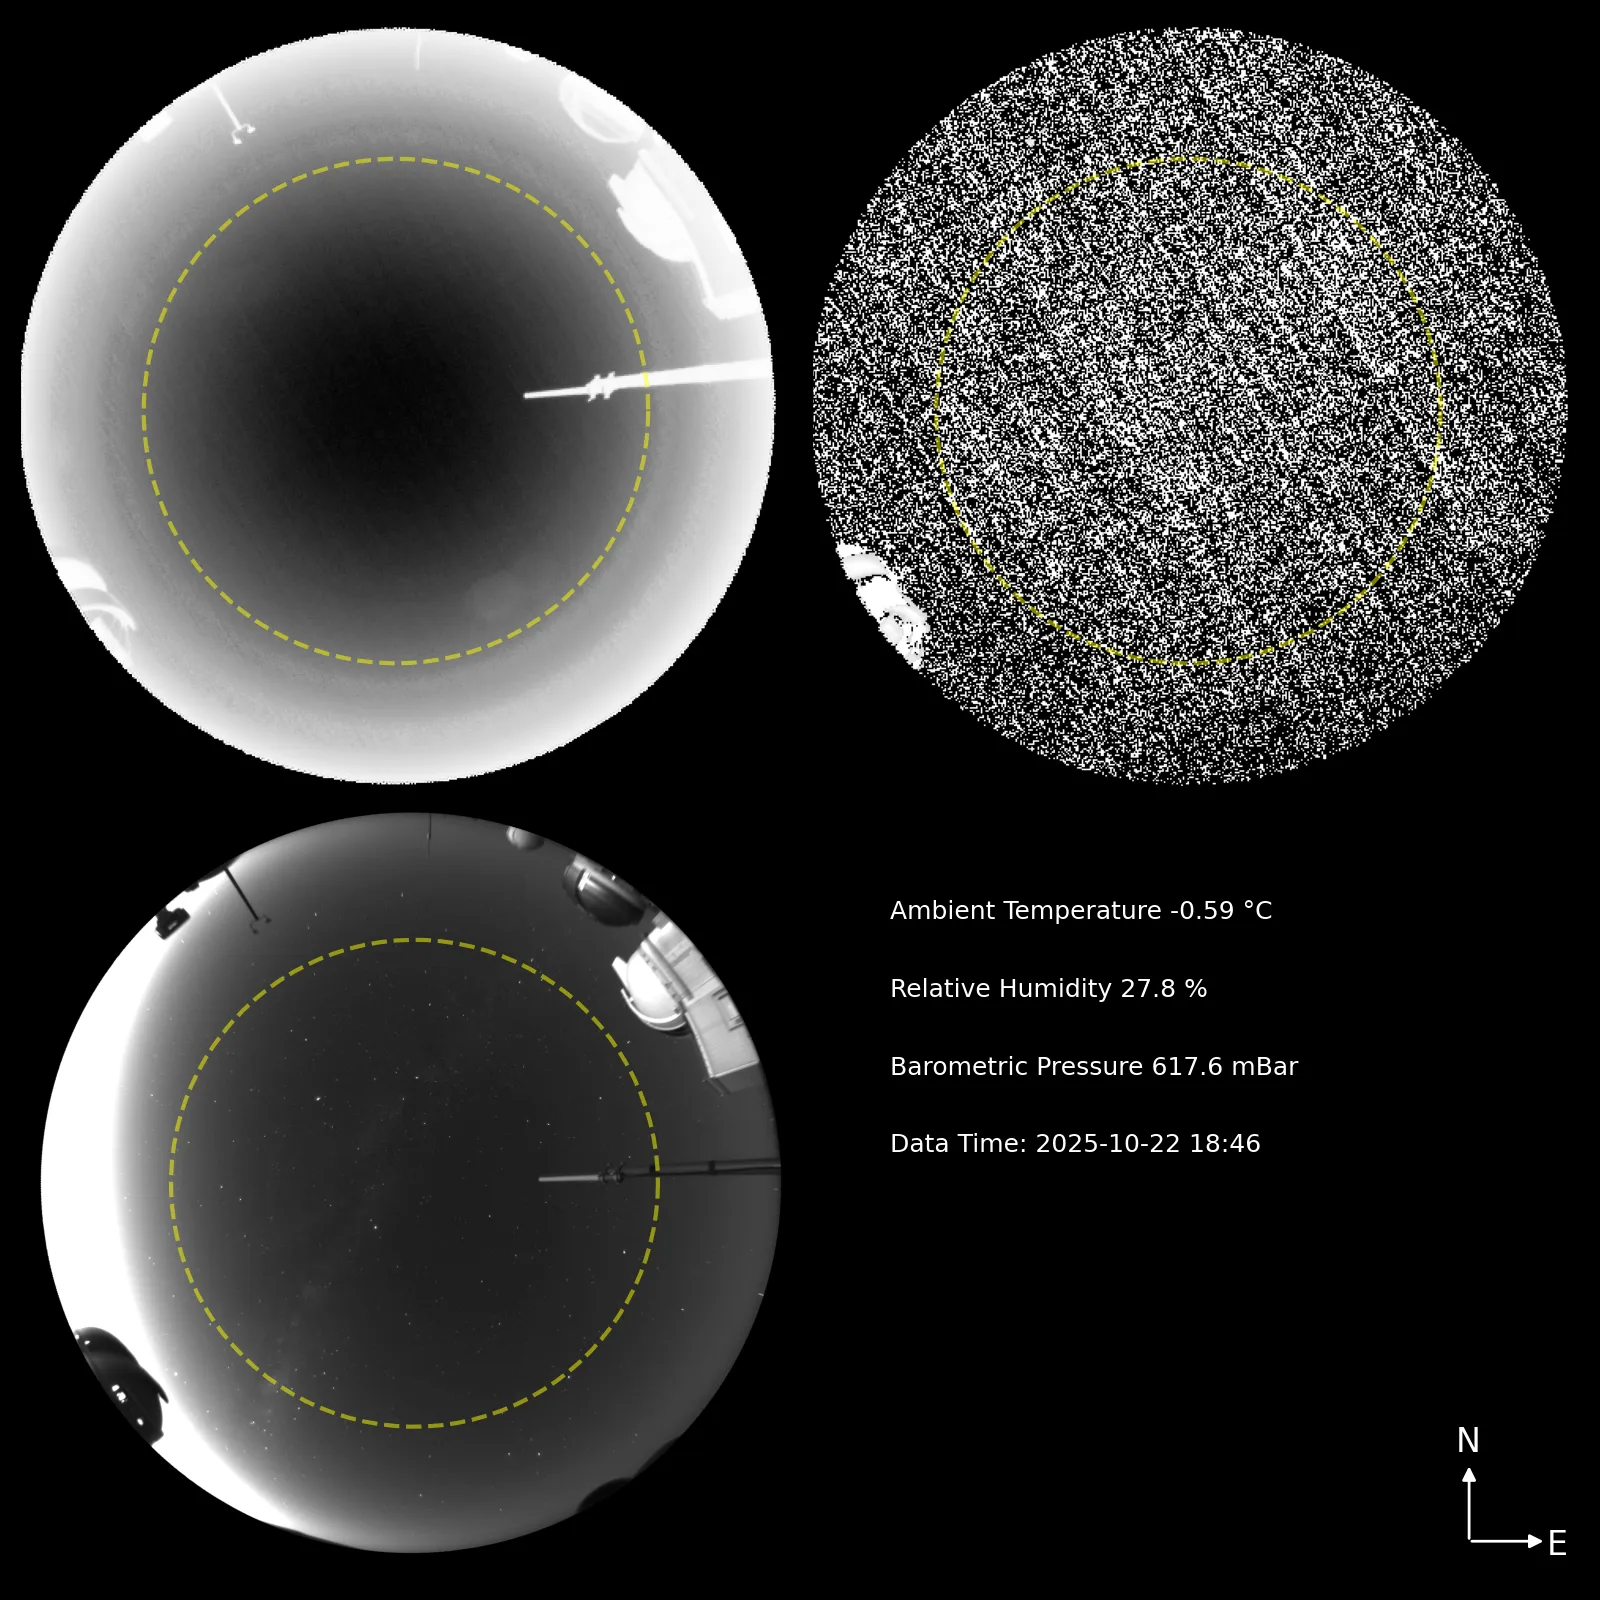 Ambient Temperature -0.59 °C
Relative Humidity 27.8 %
Barometric Pressure 617.6 mBar
Data Time: 2025-10-22 18:46
N
E